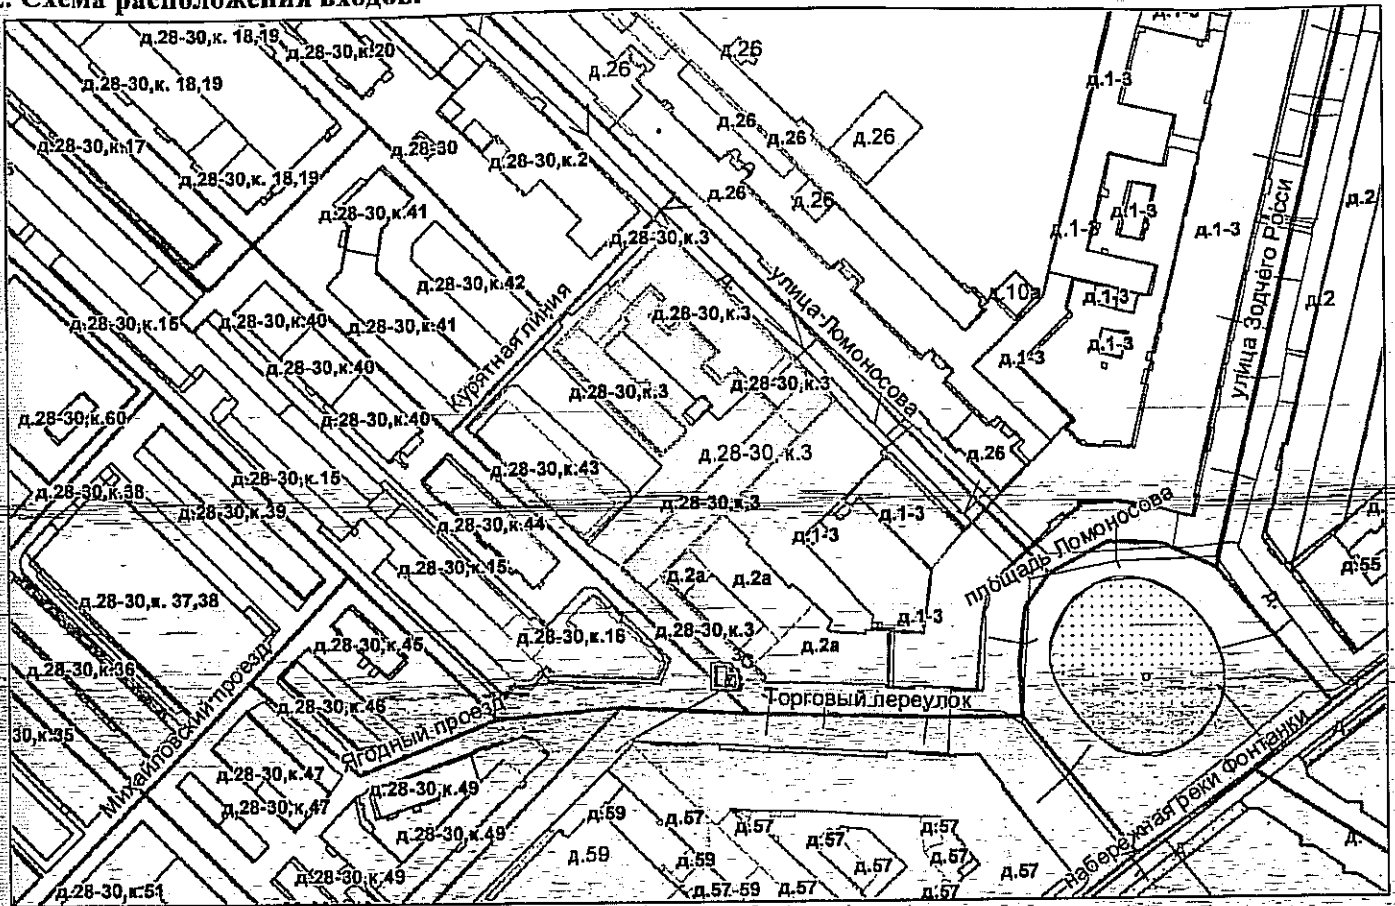 Схема расположения входов.
д.28-30,к. 18,19
д.28-30,к.20
д.28-30,к. 18,19
д.28-30,к.17
д.28-30,к. 18,19
д.28-30
д.28-30,к.2
д.26
д.26
д.26
д.26
д.26
д.26
д.26
д.1-3
д.1-3
д.1-3
д.1-3
д.1-3
д.2
д.28-30,к.41
д.28-30,к.3
д.
улица Ломоносова
д.10а
д.1-3
д.1-3
д.1-3
улица Зодчего Росси
д.2
д.28-30,к.42
д.28-30,к.41
Курятная линия
д.28-30,к.3
д.28-30,к.15
д.28-30,к.40
д.28-30,к.40
д.28-30,к.40
д.28-30,к.3
д.28-30,к.3
д.28-30,к.60
д.28-30, к.3
д.26
д.28-30,к.38
д.28-30,к.15
д.28-30,к.39
д.28-30,к.43
д.28-30,к.3
д.1-3
д.1-3
площадь Ломоносова
д.
д.55
д.28-30,к.44
д.28-30,к.15
д.2а
д.2а
д.28-30,к. 37,38
д.28-30,к.45
д.28-30,к.16
д.28-30,к.3
д.1-3
д.2а
д.
д.28-30,к.36
Михайловский проезд
д.28-30,к.46
Ягодный проезд
Торговый переулок
30,к.35
д.28-30,к.47
д.28-30,к.47
д.28-30,к.49
д.28-30,к.49
д.28-30,к.49
д.28-30,к.51
д.59
д.59
д.57
д.59
д.57-59
д.57
д.57
д.57
д.57
д.57
д.57
д.57
д.57
набережная реки Фонтанки
д.